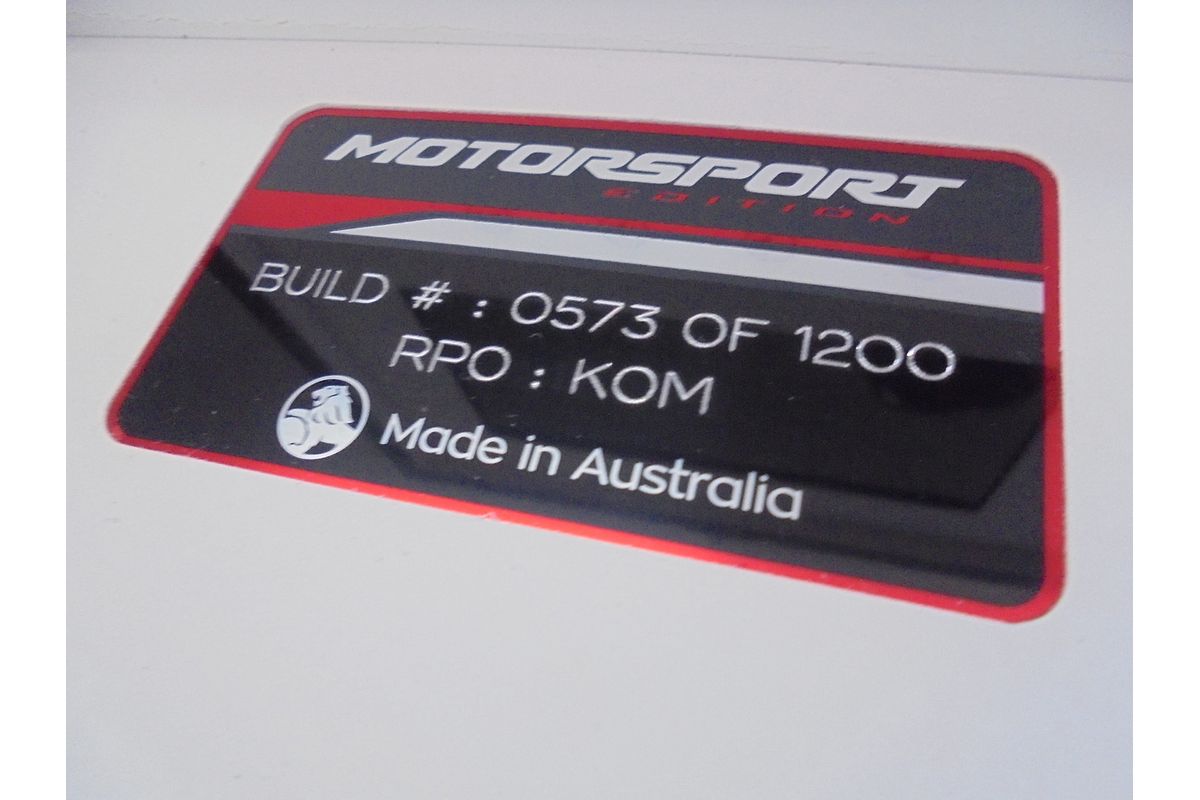 MOTORSPORT
EDITION
BUILD # : 0573 OF 1200
RPO : KOM
Made in Australia